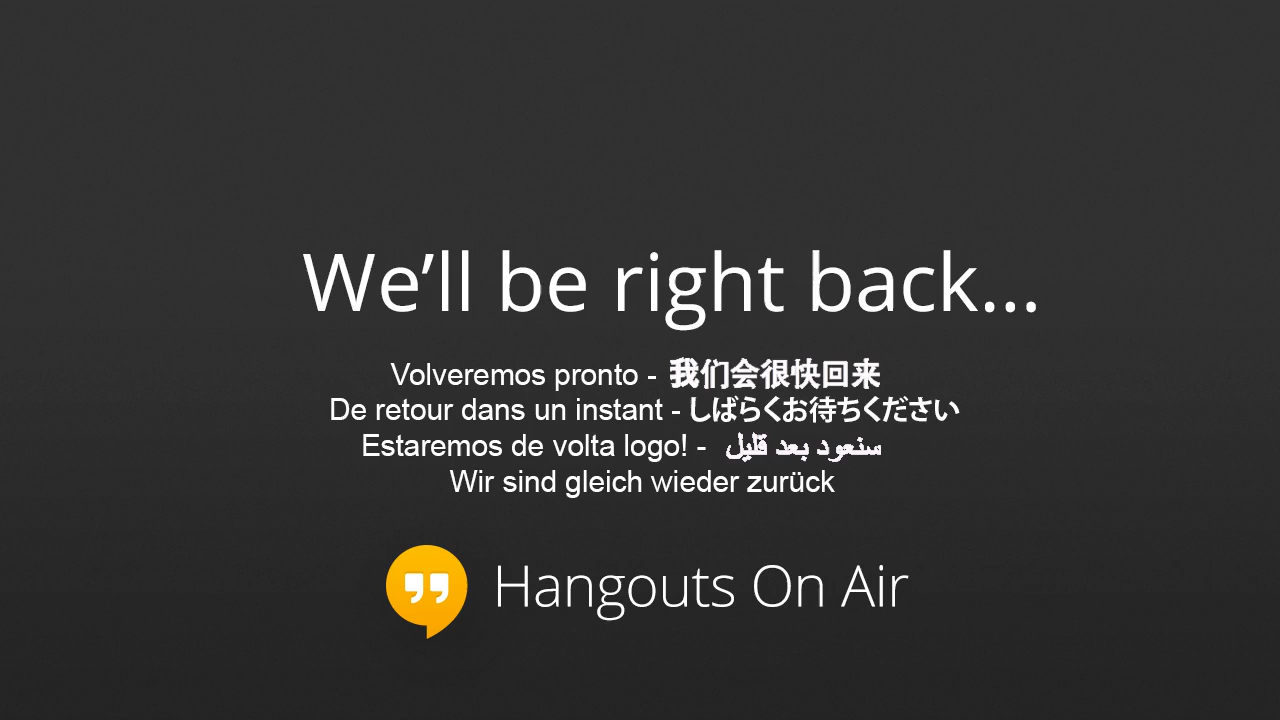 We’ll be right back...
Volveremos pronto - 我们会很快回来
De retour dans un instant - しばらくお待ちください
Estaremos de volta logo! - سنعود بعد قليل
Wir sind gleich wieder zurück
Hangouts On Air